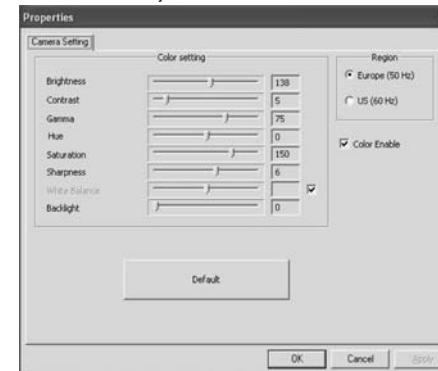 Properties
Camera Setting
Color setting
Brightness 138
Contrast 5
Gamma 75
Hue 0
Saturation 150
Sharpness 6
White Balance
Backlight 0
Region
Europe (50 Hz)
US (60 Hz)
Color Enable
Default
OK Cancel Apply